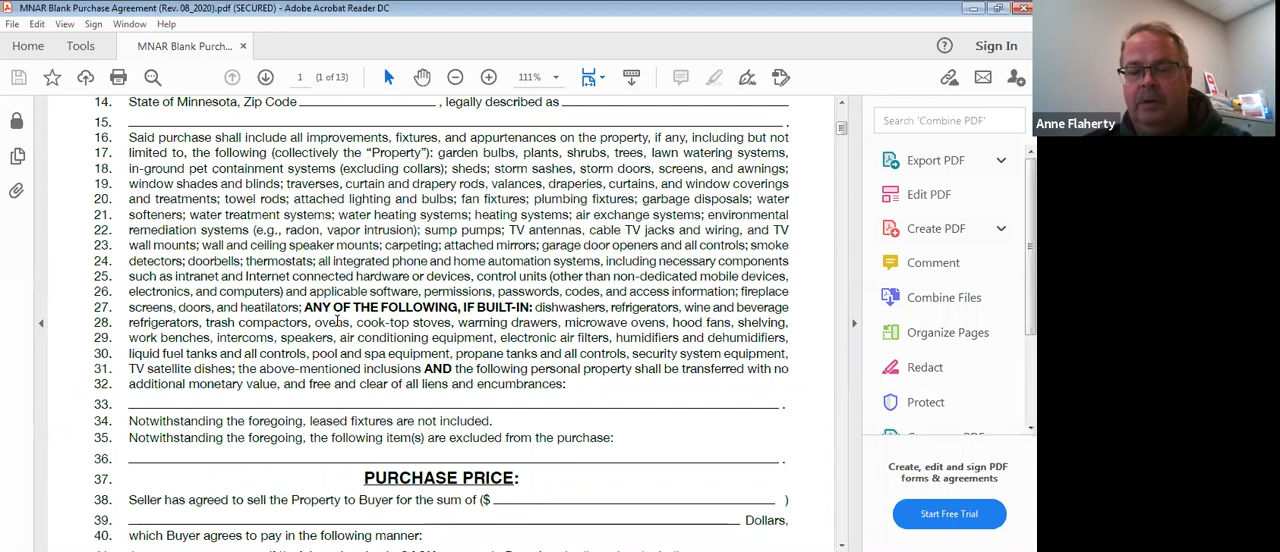 MNAR Blank Purchase Agreement (Rev. 08_2020).pdf (SECURED) - Adobe Acrobat Reader DC
File Edit View Sign Window Help
Home Tools MNAR Blank Purch... Sign In
1 (1 of 13) 111%
14. State of Minnesota, Zip Code , legally described as
15. .
16. Said purchase shall include all improvements, fixtures, and appurtenances on the property, if any, including but not
17. limited to, the following (collectively the “Property”): garden bulbs, plants, shrubs, trees, lawn watering systems,
18. in-ground pet containment systems (excluding collars); sheds; storm sashes, storm doors, screens, and awnings;
19. window shades and blinds; traverses, curtain and drapery rods, valances, draperies, curtains, and window coverings
20. and treatments; towel rods; attached lighting and bulbs; fan fixtures; plumbing fixtures; garbage disposals; water
21. softeners; water treatment systems; water heating systems; heating systems; air exchange systems; environmental
22. remediation systems (e.g., radon, vapor intrusion); sump pumps; TV antennas, cable TV jacks and wiring, and TV
23. wall mounts; wall and ceiling speaker mounts; carpeting; attached mirrors; garage door openers and all controls; smoke
24. detectors; doorbells; thermostats; all integrated phone and home automation systems, including necessary components
25. such as intranet and Internet connected hardware or devices, control units (other than non-dedicated mobile devices,
26. electronics, and computers) and applicable software, permissions, passwords, codes, and access information; fireplace
27. screens, doors, and heatilators; ANY OF THE FOLLOWING, IF BUILT-IN: dishwashers, refrigerators, wine and beverage
28. refrigerators, trash compactors, ovens, cook-top stoves, warming drawers, microwave ovens, hood fans, shelving,
29. work benches, intercoms, speakers, air conditioning equipment, electronic air filters, humidifiers and dehumidifiers,
30. liquid fuel tanks and all controls, pool and spa equipment, propane tanks and all controls, security system equipment,
31. TV satellite dishes; the above-mentioned inclusions AND the following personal property shall be transferred with no
32. additional monetary value, and free and clear of all liens and encumbrances:
33. .
34. Notwithstanding the foregoing, leased fixtures are not included.
35. Notwithstanding the foregoing, the following item(s) are excluded from the purchase:
36. .
37. PURCHASE PRICE:
38. Seller has agreed to sell the Property to Buyer for the sum of ($ )
39. Dollars,
40. which Buyer agrees to pay in the following manner:
Search 'Combine PDF'
Export PDF
Edit PDF
Create PDF
Comment
Combine Files
Organize Pages
Redact
Protect
Create, edit and sign PDF
forms & agreements
Start Free Trial
Anne Flaherty